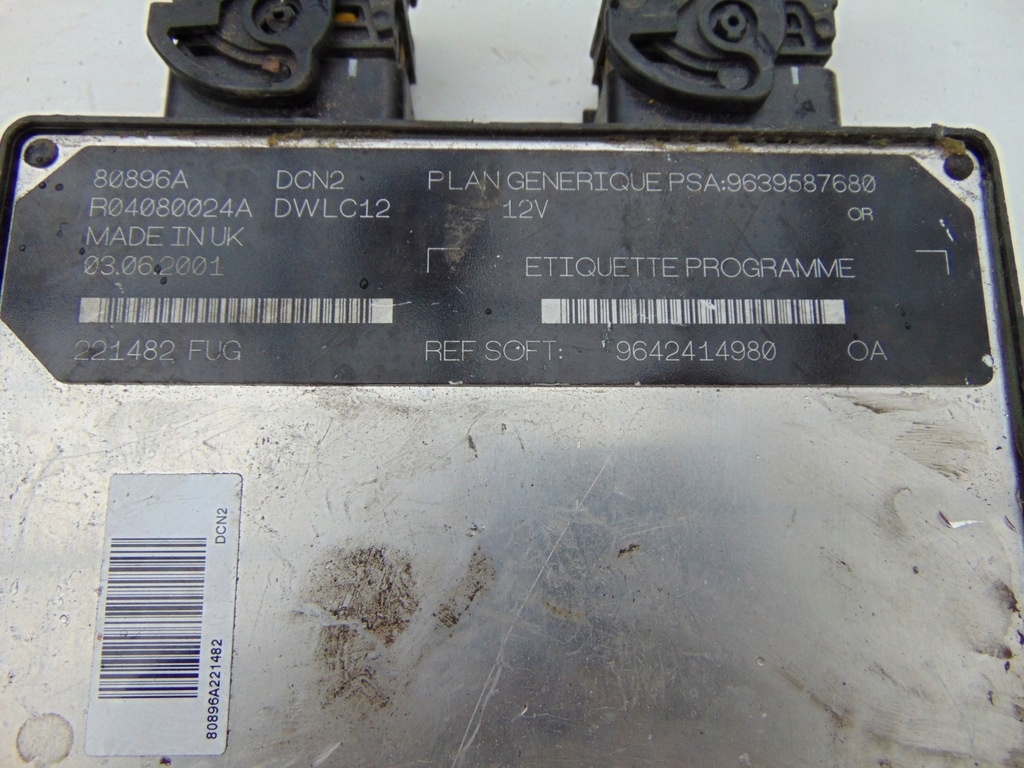 80896A DCN2 PLAN GENERIQUE PSA:9639587680
R04080024A DWLC12 12V OR
MADE IN UK
03.06.2001 ETIQUETTE PROGRAMME
221482 FUG REF SOFT: 9642414980 OA
DCN2
80896A221482